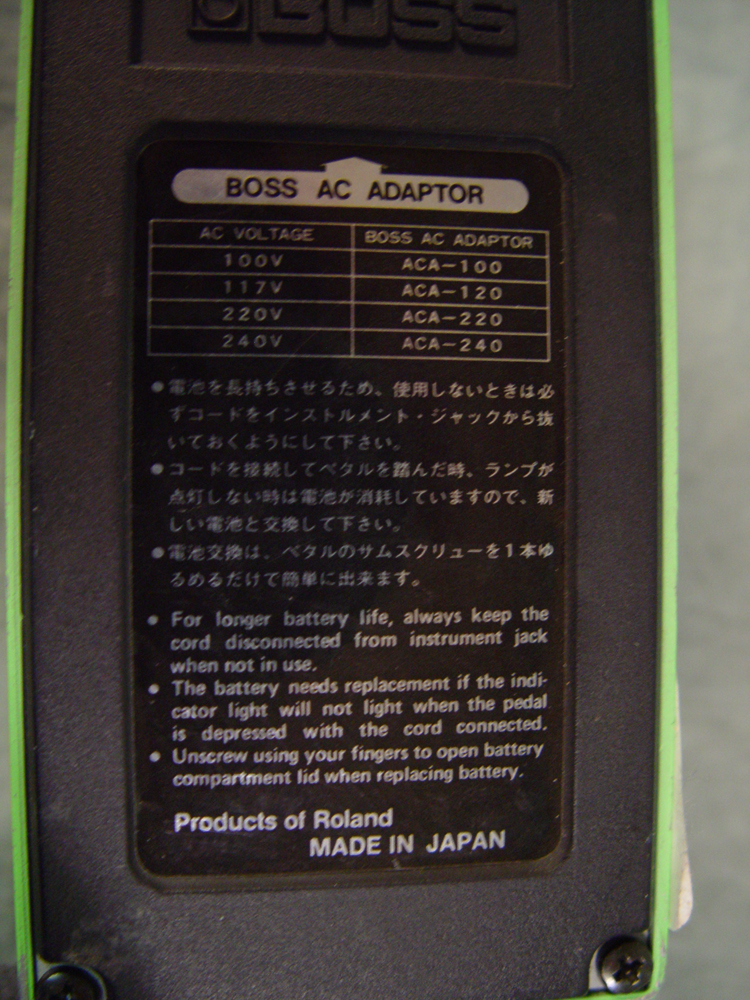 BOSS
BOSS AC ADAPTOR
AC VOLTAGE BOSS AC ADAPTOR
100V ACA-100
117V ACA-120
220V ACA-220
240V ACA-240
●電池を長持ちさせるため、使用しないときは必
ずコードをインストルメント・ジャックから抜
いておくようにして下さい。
●コードを接続してペタルを踏んだ時、ランプが
点灯しない時は電池が消耗していますので、新
しい電池と交換して下さい。
●電池交換は、ペタルのサムスクリューを1本ゆ
るめるだけで簡単に出来ます。
● For longer battery life, always keep the
cord disconnected from instrument jack
when not in use.
● The battery needs replacement if the indi-
cator light will not light when the pedal
is depressed with the cord connected.
● Unscrew using your fingers to open battery
compartment lid when replacing battery.
Products of Roland
MADE IN JAPAN